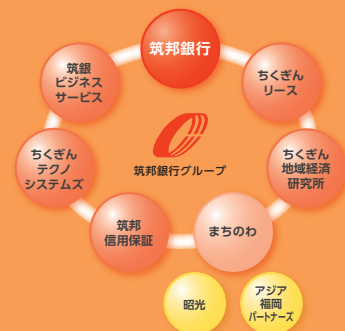 筑邦銀行
筑銀
ビジネス
サービス
ちくぎん
リース
ちくぎん
テクノ
システムズ
筑邦銀行グループ
ちくぎん
地域経済
研究所
筑邦
信用保証
まちのわ
昭光
アジア
福岡
パートナーズ